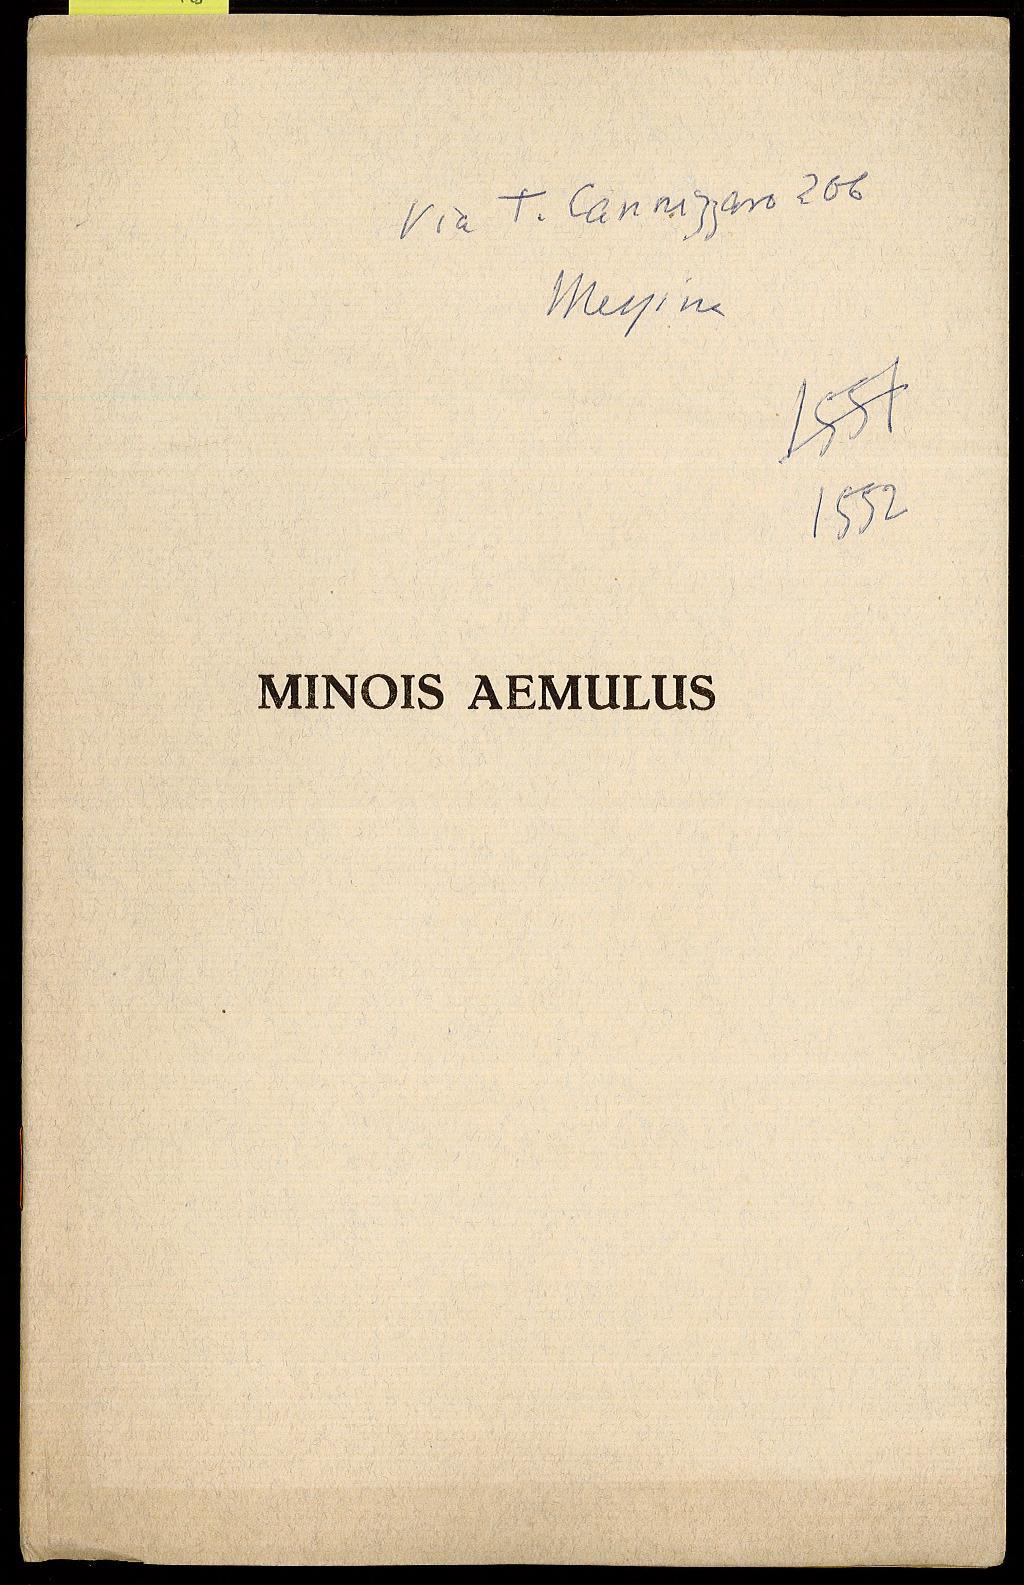 Via T. Cannizzaro 206
Messina
1551
1552
MINOIS AEMULUS